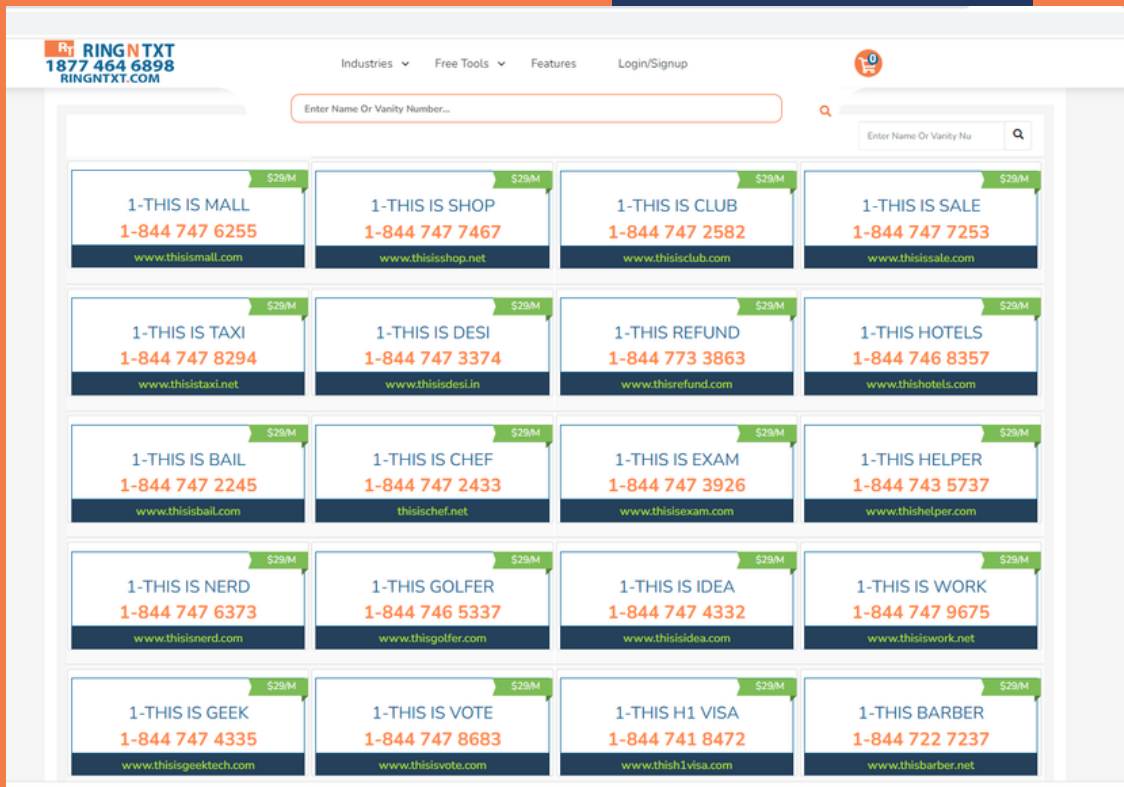 RT RINGNTXT
1877 464 6898
RINGNTXT.COM
Industries Free Tools Features Login/Signup
0
Enter Name Or Vanity Number...
Enter Name Or Vanity Nu
$29/M $29/M $29/M $29/M
1-THIS IS MALL 1-THIS IS SHOP 1-THIS IS CLUB 1-THIS IS SALE
1-844 747 6255 1-844 747 7467 1-844 747 2582 1-844 747 7253
www.thisismall.com www.thisisshop.net www.thisisclub.com www.thisissale.com
$29/M $29/M $29/M $29/M
1-THIS IS TAXI 1-THIS IS DESI 1-THIS REFUND 1-THIS HOTELS
1-844 747 8294 1-844 747 3374 1-844 773 3863 1-844 746 8357
www.thisistaxi.net www.thisisdesi.in www.thisrefund.com www.thishotels.com
$29/M $29/M $29/M $29/M
1-THIS IS BAIL 1-THIS IS CHEF 1-THIS IS EXAM 1-THIS HELPER
1-844 747 2245 1-844 747 2433 1-844 747 3926 1-844 743 5737
www.thisisbail.com thisischef.net www.thisisexam.com www.thishelper.com
$29/M $29/M $29/M $29/M
1-THIS IS NERD 1-THIS GOLFER 1-THIS IS IDEA 1-THIS IS WORK
1-844 747 6373 1-844 746 5337 1-844 747 4332 1-844 747 9675
www.thisisnerd.com www.thisgolfer.com www.thisisidea.com www.thisiswork.net
$29/M $29/M $29/M $29/M
1-THIS IS GEEK 1-THIS IS VOTE 1-THIS H1 VISA 1-THIS BARBER
1-844 747 4335 1-844 747 8683 1-844 741 8472 1-844 722 7237
www.thisisgeektech.com www.thisisvote.com www.thish1visa.com www.thisbarber.net